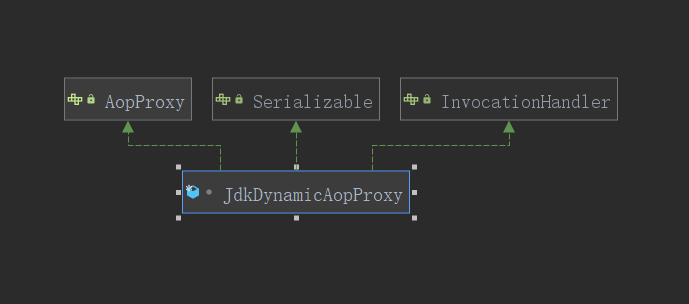 AopProxy
Serializable
InvocationHandler
JdkDynamicAopProxy